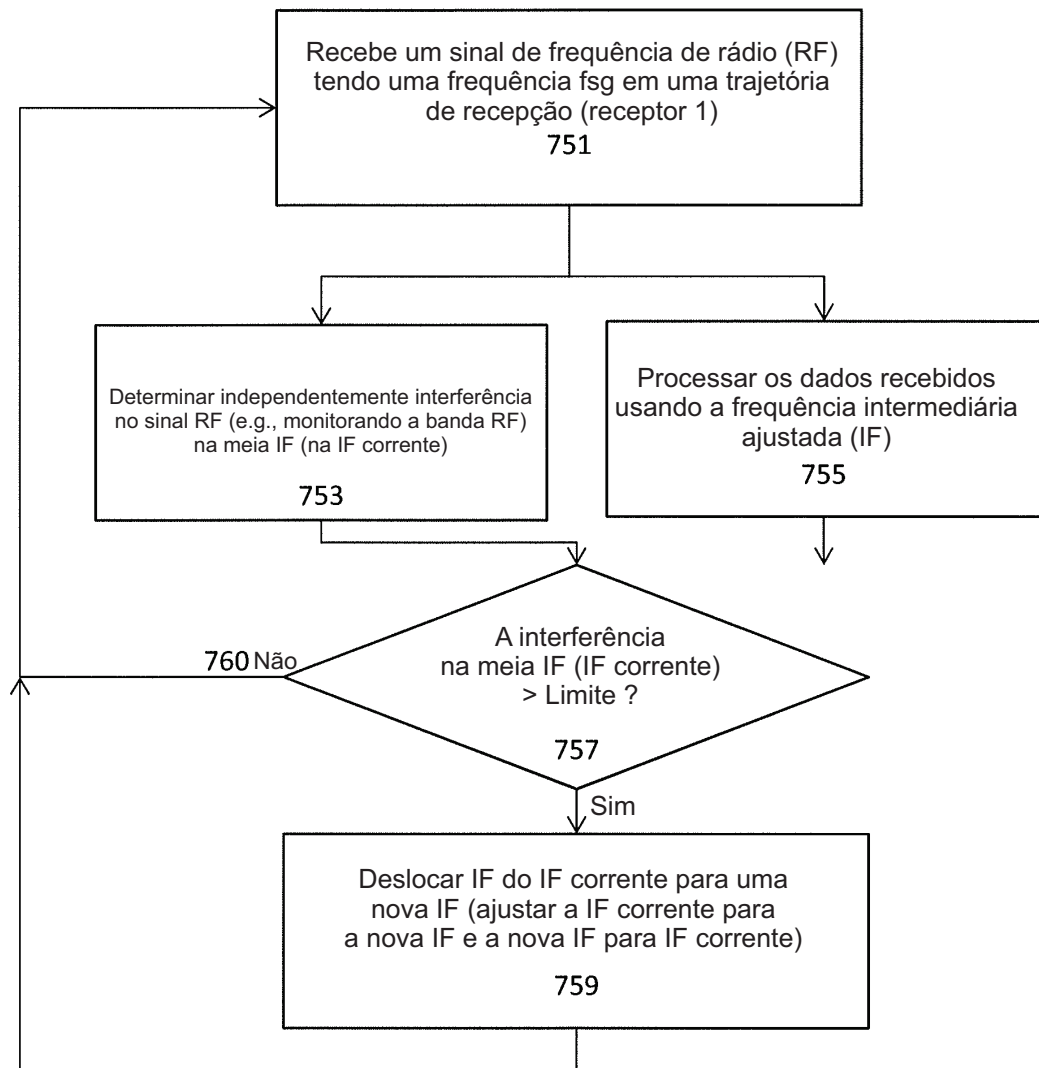 Recebe um sinal de frequência de rádio (RF)
tendo uma frequência fsg em uma trajetória
de recepção (receptor 1)
751
Determinar independentemente interferência
no sinal RF (e.g., monitorando a banda RF)
na meia IF (na IF corrente)
753
Processar os dados recebidos
usando a frequência intermediária
ajustada (IF)
755
A interferência
na meia IF (IF corrente)
> Limite ?
757
760 Não
Sim
Deslocar IF do IF corrente para uma
nova IF (ajustar a IF corrente para
a nova IF e a nova IF para IF corrente)
759